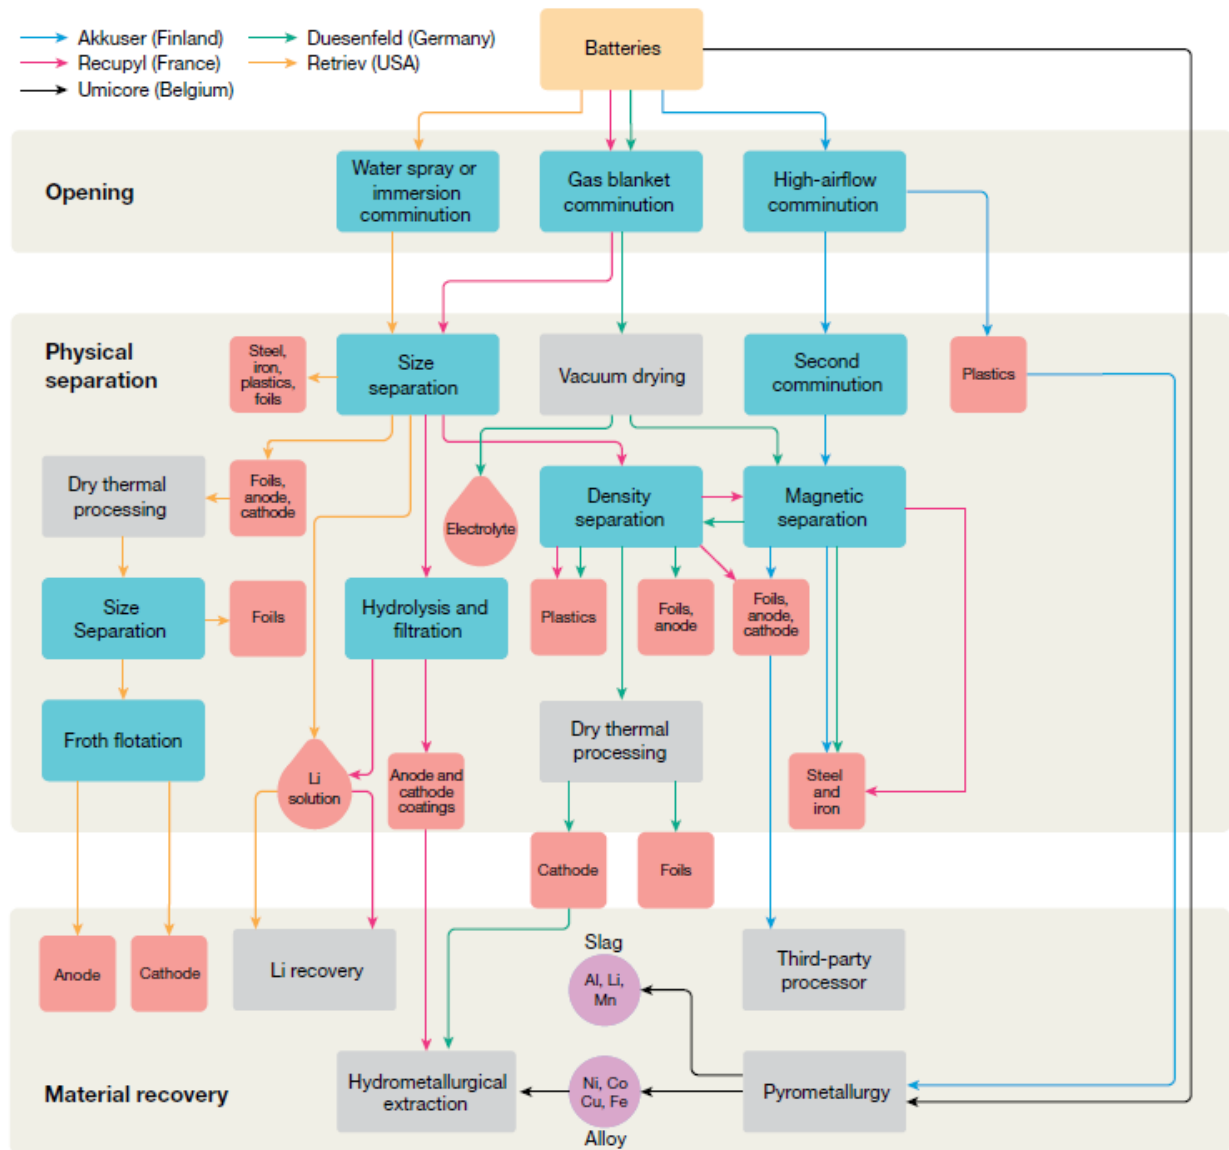 Akkuser (Finland)
Recupyl (France)
Umicore (Belgium)
Duesenfeld (Germany)
Retriev (USA)
Batteries
Opening
Water spray or
immersion
comminution
Gas blanket
comminution
High-airflow
comminution
Physical
separation
Steel,
iron,
plastics,
foils
Size
separation
Vacuum drying
Second
comminution
Plastics
Dry thermal
processing
Foils,
anode,
cathode
Electrolyte
Density
separation
Magnetic
separation
Size
Separation
Foils
Hydrolysis and
filtration
Plastics
Foils,
anode
Foils,
anode,
cathode
Froth flotation
Li
solution
Anode and
cathode
coatings
Dry thermal
processing
Steel
and
iron
Cathode
Foils
Anode
Cathode
Li recovery
Slag
Al, Li,
Mn
Third-party
processor
Material recovery
Hydrometallurgical
extraction
Ni, Co
Cu, Fe
Alloy
Pyrometallurgy